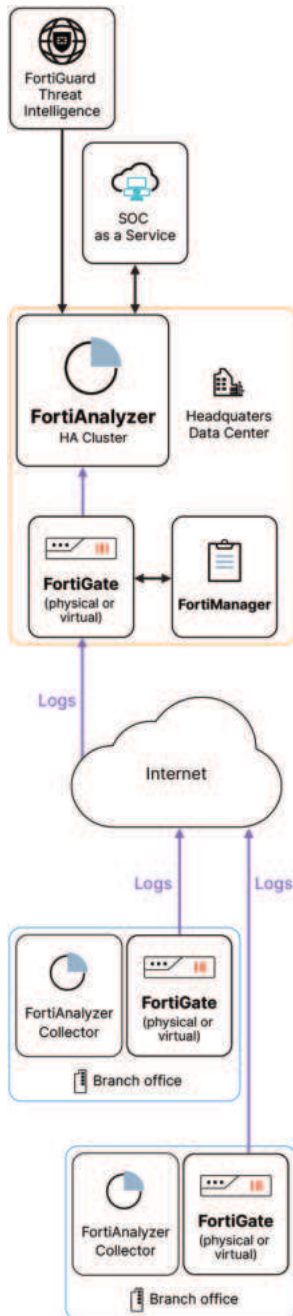 FortiGuard
Threat
Intelligence
SOC
as a Service
FortiAnalyzer
HA Cluster
Headquaters
Data Center
FortiGate
(physical or
virtual)
FortiManager
Logs
Internet
Logs
Logs
FortiAnalyzer
Collector
FortiGate
(physical or
virtual)
Branch office
FortiAnalyzer
Collector
FortiGate
(physical or
virtual)
Branch office